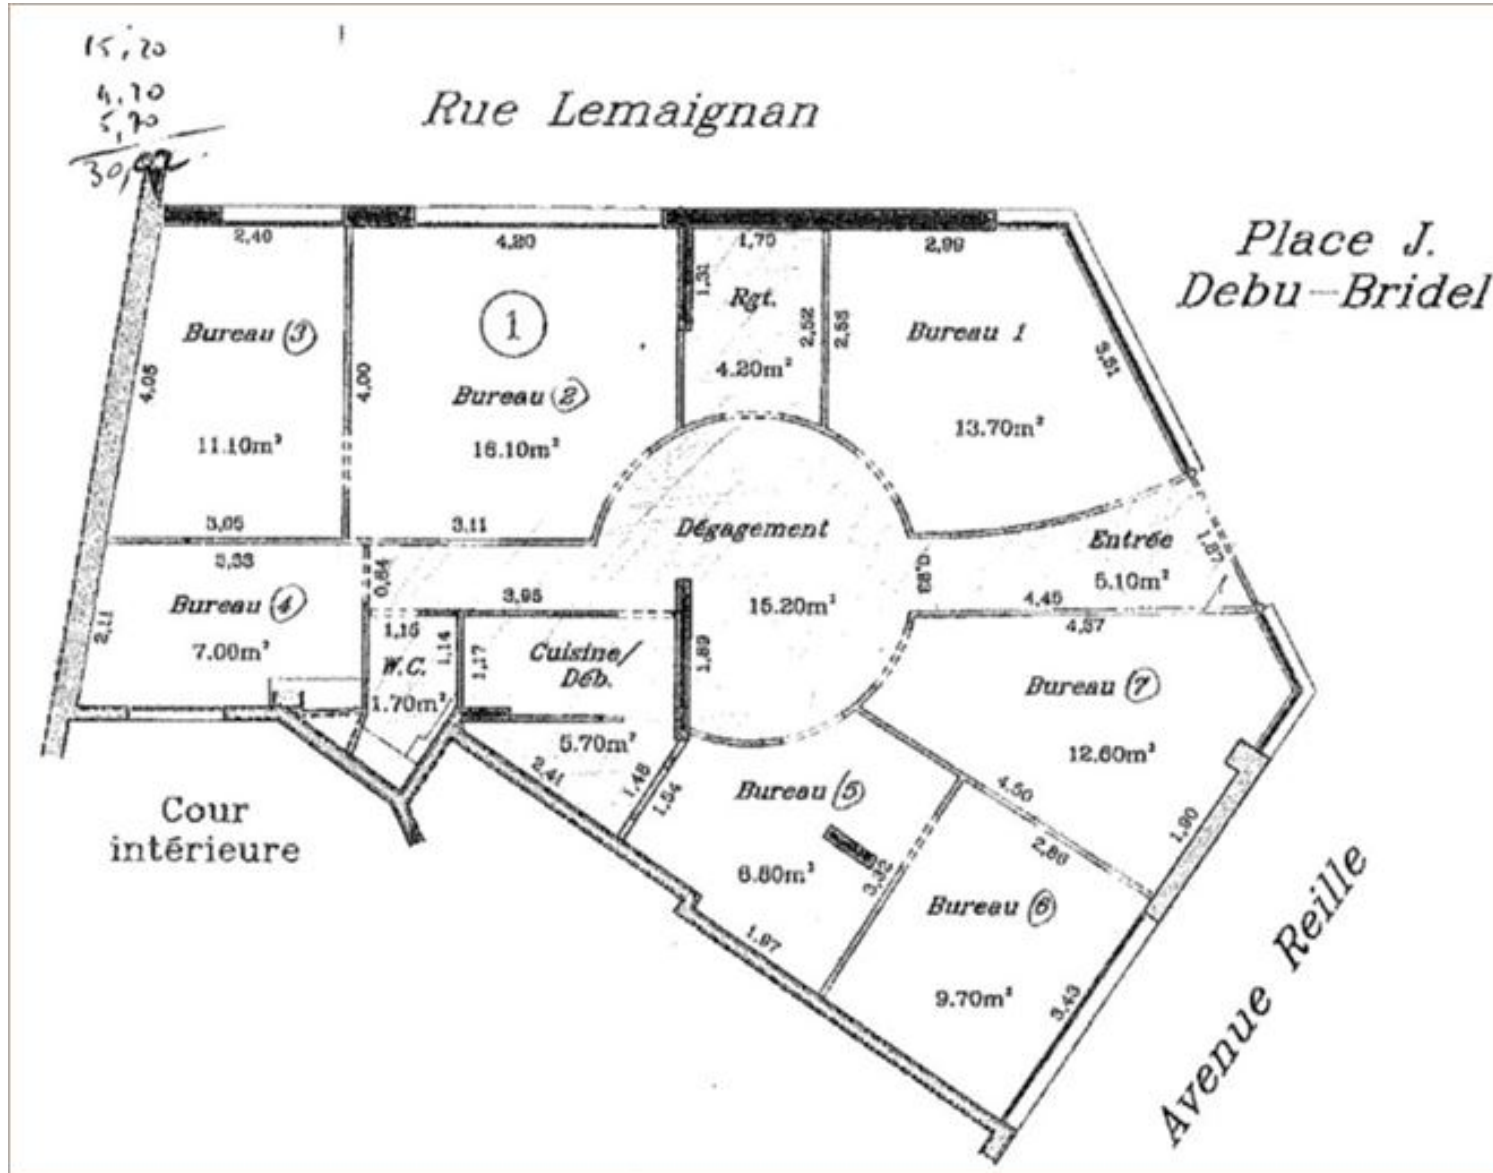 15,20
4,20
5,70
30,
Rue Lemaignan
Place J.
Debu-Bridel
2,40
4,20
1,70
2,99
1,31
Rgt.
2,52
2,55
4.20m²
Bureau 3
4,05
4,00
11.10m²
1
Bureau 2
16.10m²
Bureau 1
3,51
13.70m²
3,05
3,11
Dégagement
15.20m²
Entrée
1,87
5.10m²
0,83
4,45
3,33
0,84
3,95
Bureau 4
2,11
7.00m²
1,15
W.C.
1,14
1.70m²
1,17
Cuisine/
Déb.
1,89
5.70m²
2,41
1,48
1,54
4,37
Bureau 7
12.60m²
4,50
1,90
Bureau 5
6.80m²
3,32
1,97
2,86
Bureau 6
9.70m²
3,43
Cour
intérieure
Avenue Reille